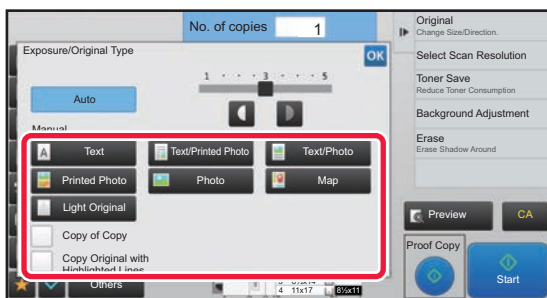 No. of copies 1
Original
Change Size/Direction.
Exposure/Original Type
OK
Select Scan Resolution
1 · · · 3 · · · 5
Toner Save
Reduce Toner Consumption
Auto
Background Adjustment
Manual
Erase
Erase Shadow Around
A Text
Text/Printed Photo
Text/Photo
Printed Photo
Photo
Map
Light Original
Preview
CA
Copy of Copy
Proof Copy
Copy Original with
Highlighted Lines
Start
Others
4 11x17
8½x11